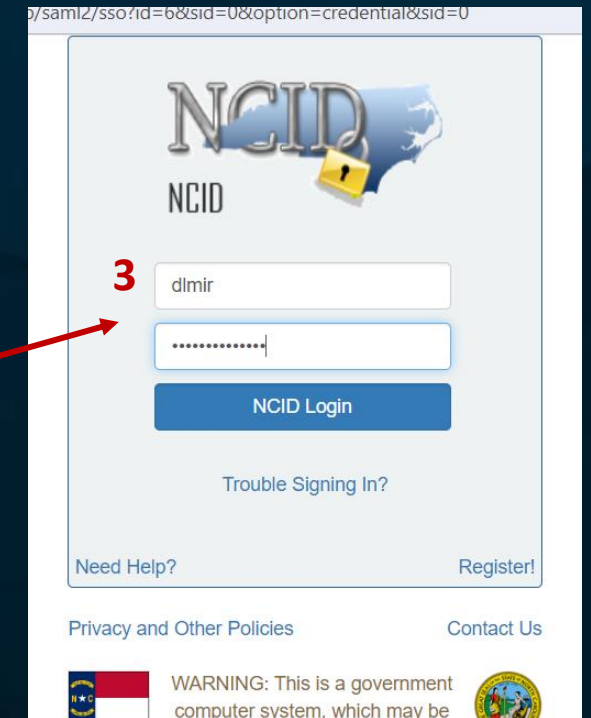 /saml2/sso?id=6&sid=0&option=credential&sid=0
NCID
NCID
3
dlmir
••••••••••••••
NCID Login
Trouble Signing In?
Need Help?
Register!
Privacy and Other Policies
Contact Us
N★C
WARNING: This is a government
computer system, which may be